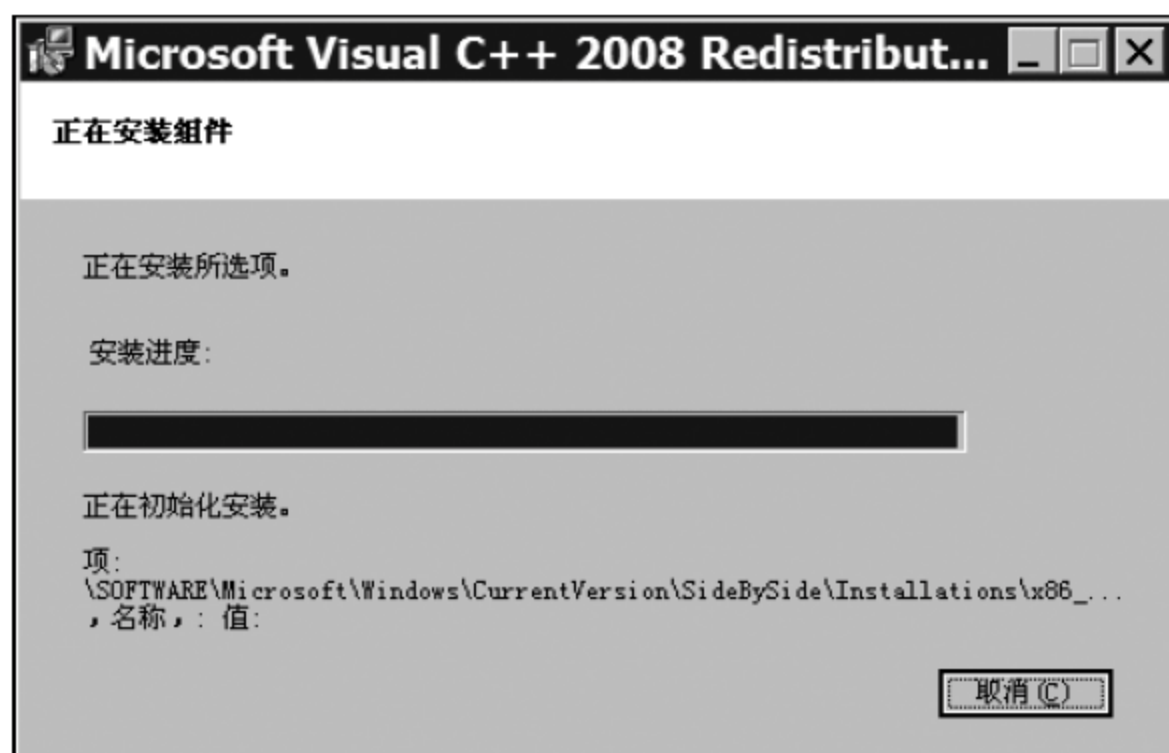 Microsoft Visual C++ 2008 Redistribut...
正在安装组件
正在安装所选项。
安装进度:
正在初始化安装。
项:
\SOFTWARE\Microsoft\Windows\CurrentVersion\SideBySide\Installations\x86_...
，名称，: 值:
取消(C)